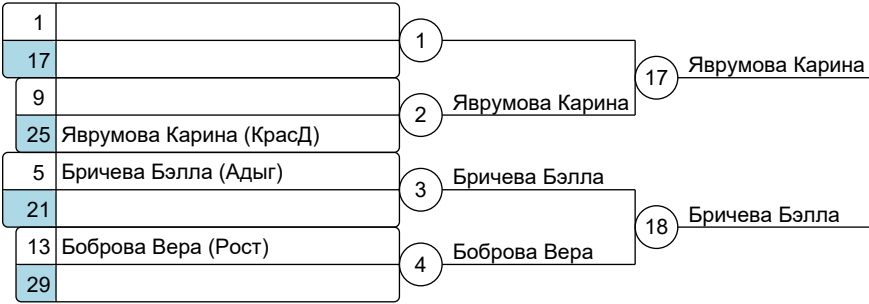 1
17
1
9
25 Яврумова Карина (КрасД)
2
Яврумова Карина
17
Яврумова Карина
5 Бричева Бэлла (Адыг)
21
3
Бричева Бэлла
13 Боброва Вера (Рост)
29
4
Боброва Вера
18
Бричева Бэлла